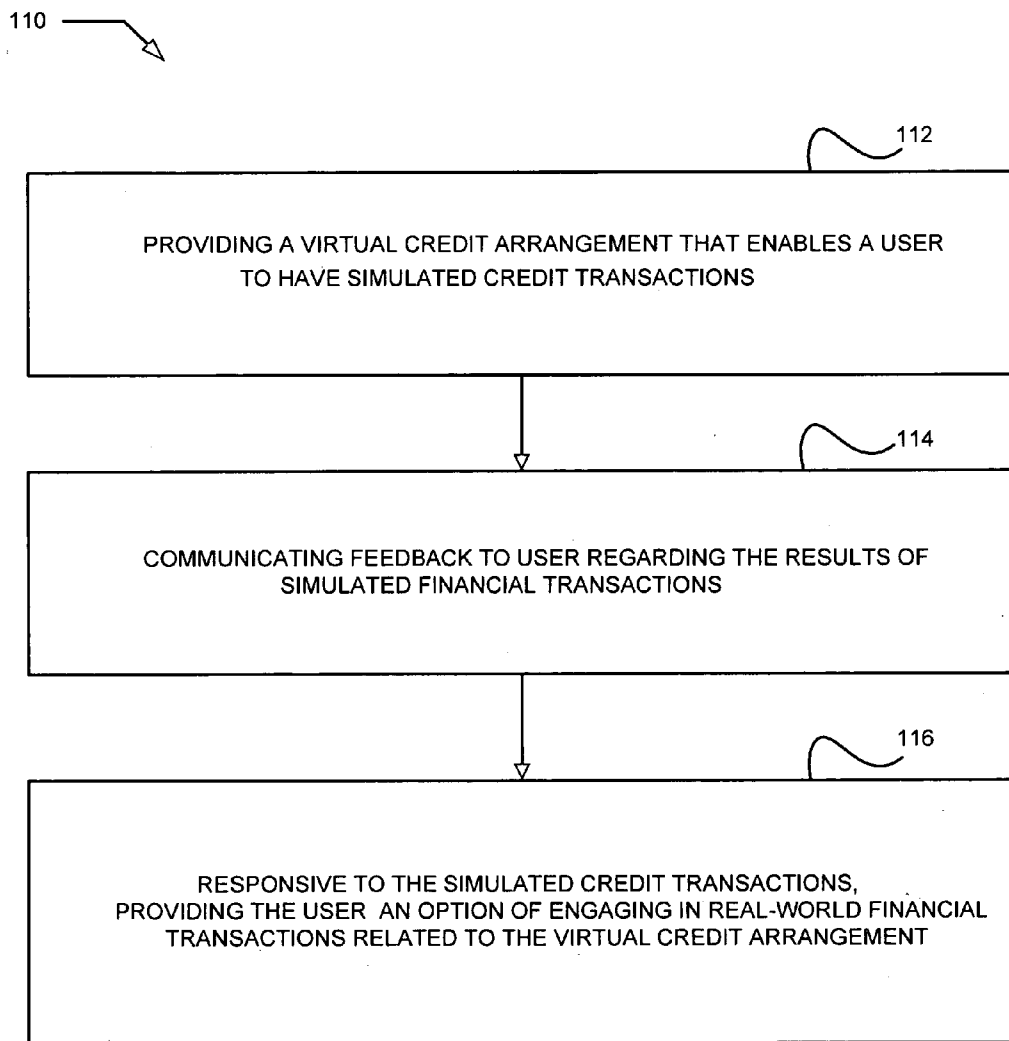 110
112
PROVIDING A VIRTUAL CREDIT ARRANGEMENT THAT ENABLES A USER
TO HAVE SIMULATED CREDIT TRANSACTIONS
114
COMMUNICATING FEEDBACK TO USER REGARDING THE RESULTS OF
SIMULATED FINANCIAL TRANSACTIONS
116
RESPONSIVE TO THE SIMULATED CREDIT TRANSACTIONS,
PROVIDING THE USER AN OPTION OF ENGAGING IN REAL-WORLD FINANCIAL
TRANSACTIONS RELATED TO THE VIRTUAL CREDIT ARRANGEMENT